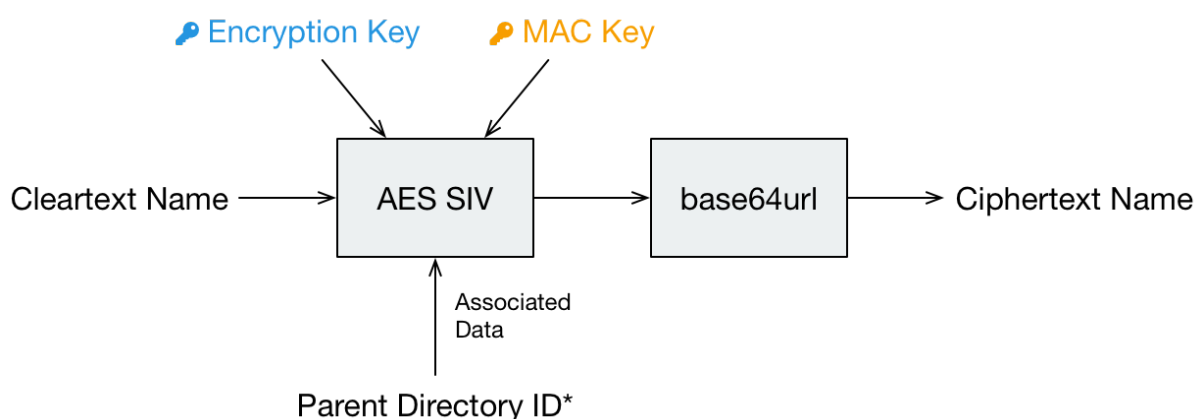 Encryption Key
MAC Key
Cleartext Name
AES SIV
base64url
Ciphertext Name
Associated
Data
Parent Directory ID*